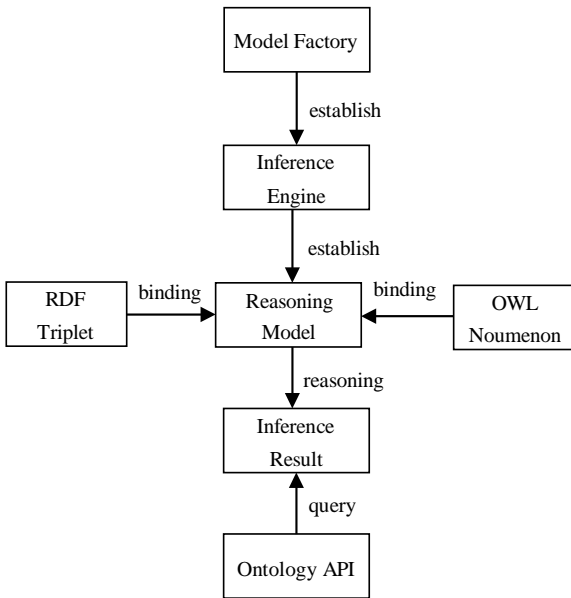 Model Factory
establish
Inference
Engine
establish
RDF
Triplet
binding
Reasoning
Model
binding
OWL
Noumenon
reasoning
Inference
Result
query
Ontology API